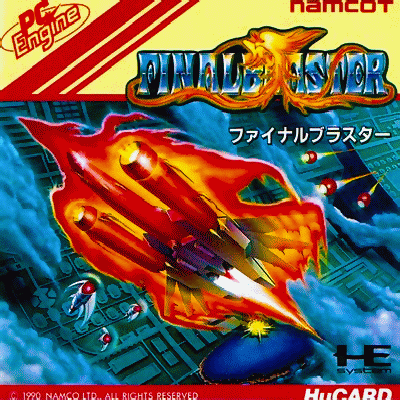 PC
Engine
namcot
FINAL BLASTER
ファイナルブラスター
HE
system
© 1990 NAMCO LTD., ALL RIGHTS RESERVED
HuCARD